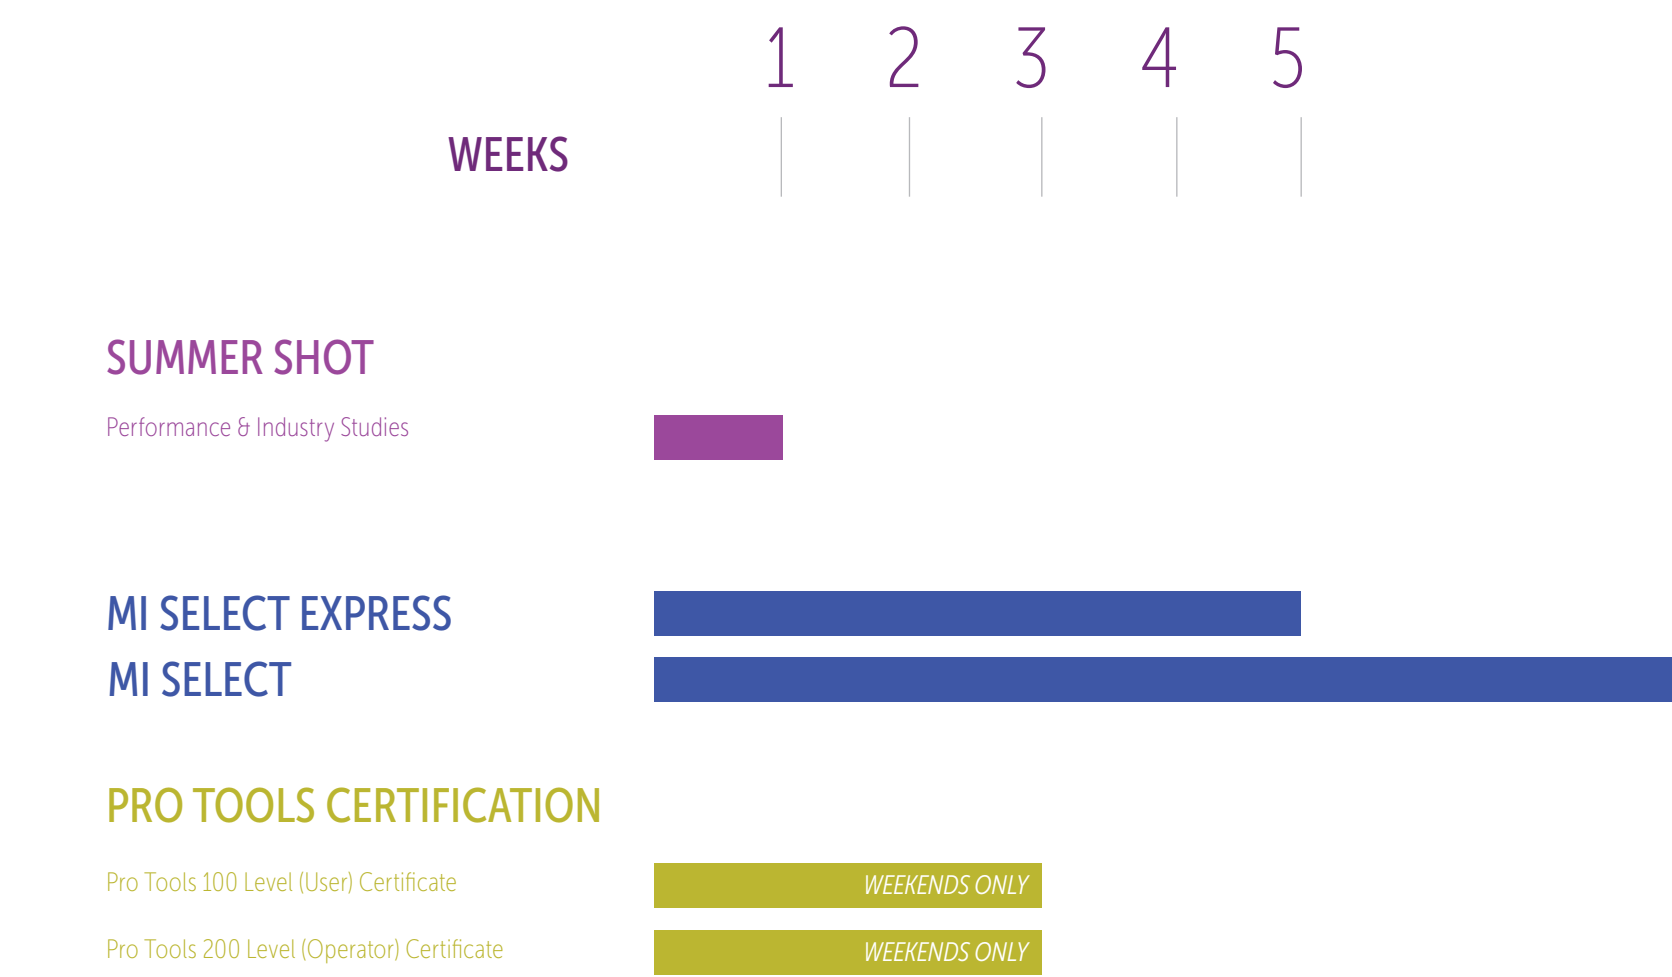 1 2 3 4 5
WEEKS
SUMMER SHOT
Performance & Industry Studies
MI SELECT EXPRESS
MI SELECT
PRO TOOLS CERTIFICATION
Pro Tools 100 Level (User) Certificate WEEKENDS ONLY
Pro Tools 200 Level (Operator) Certificate WEEKENDS ONLY